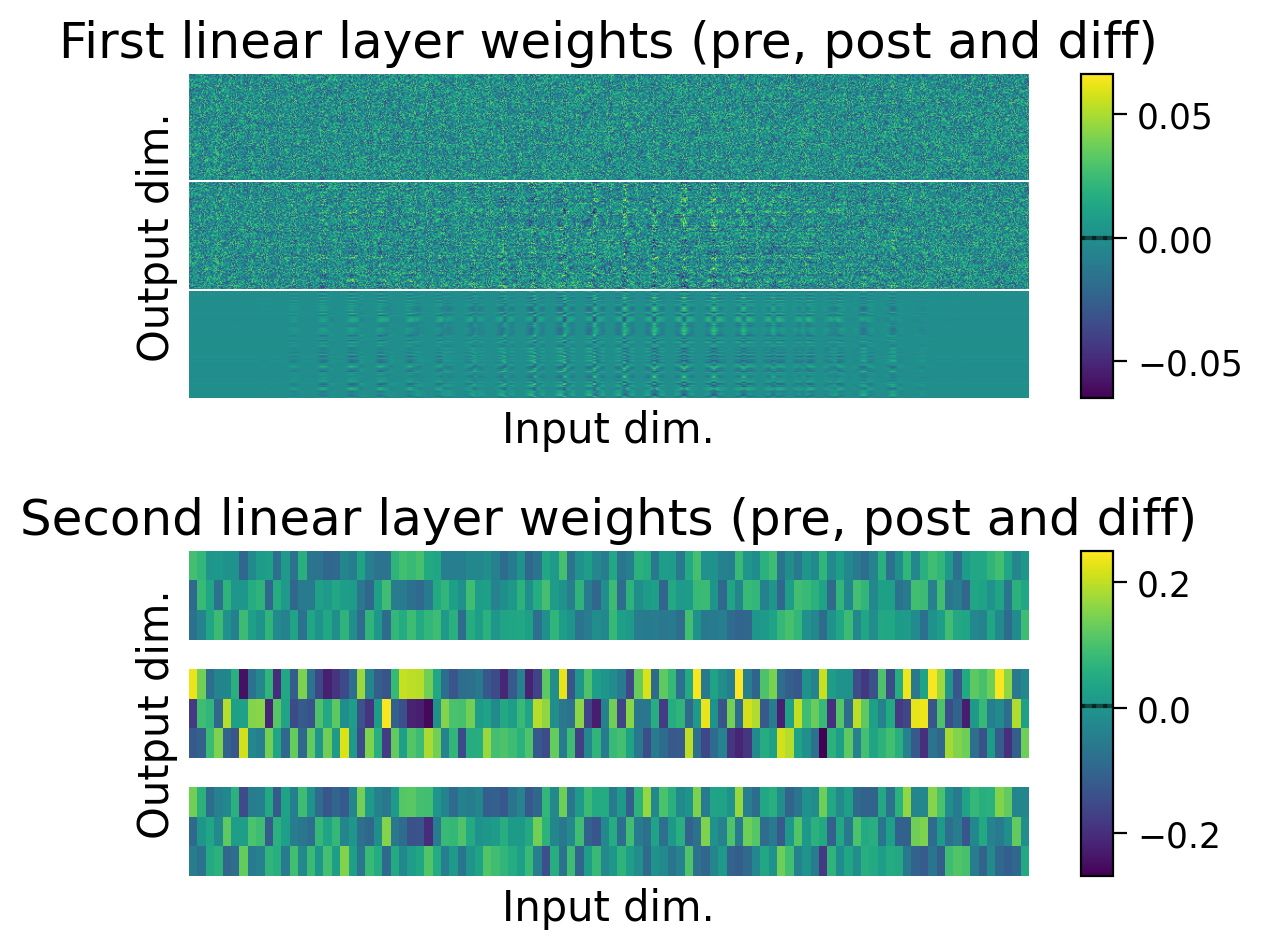 First linear layer weights (pre, post and diff)
Output dim.
0.05
0.00
−0.05
Input dim.
Second linear layer weights (pre, post and diff)
Output dim.
0.2
0.0
−0.2
Input dim.